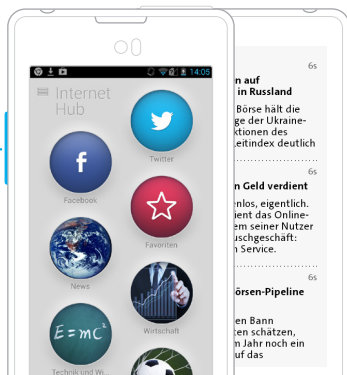 14:05
Internet
Hub
Twitter
f
Facebook
Favoriten
News
Wirtschaft
E=mc²
Technik und Wi...
6s
auf
in Russland
Börse hält die
ge der Ukraine-
ktionen des
Leitindex deutlich
6s
n Geld verdient
enlos, eigentlich.
ient das Online-
em seiner Nutzer
uschgeschäft:
n Service.
6s
örsen-Pipeline
en Bann
ten schätzen,
m Jahr noch ein
uf das